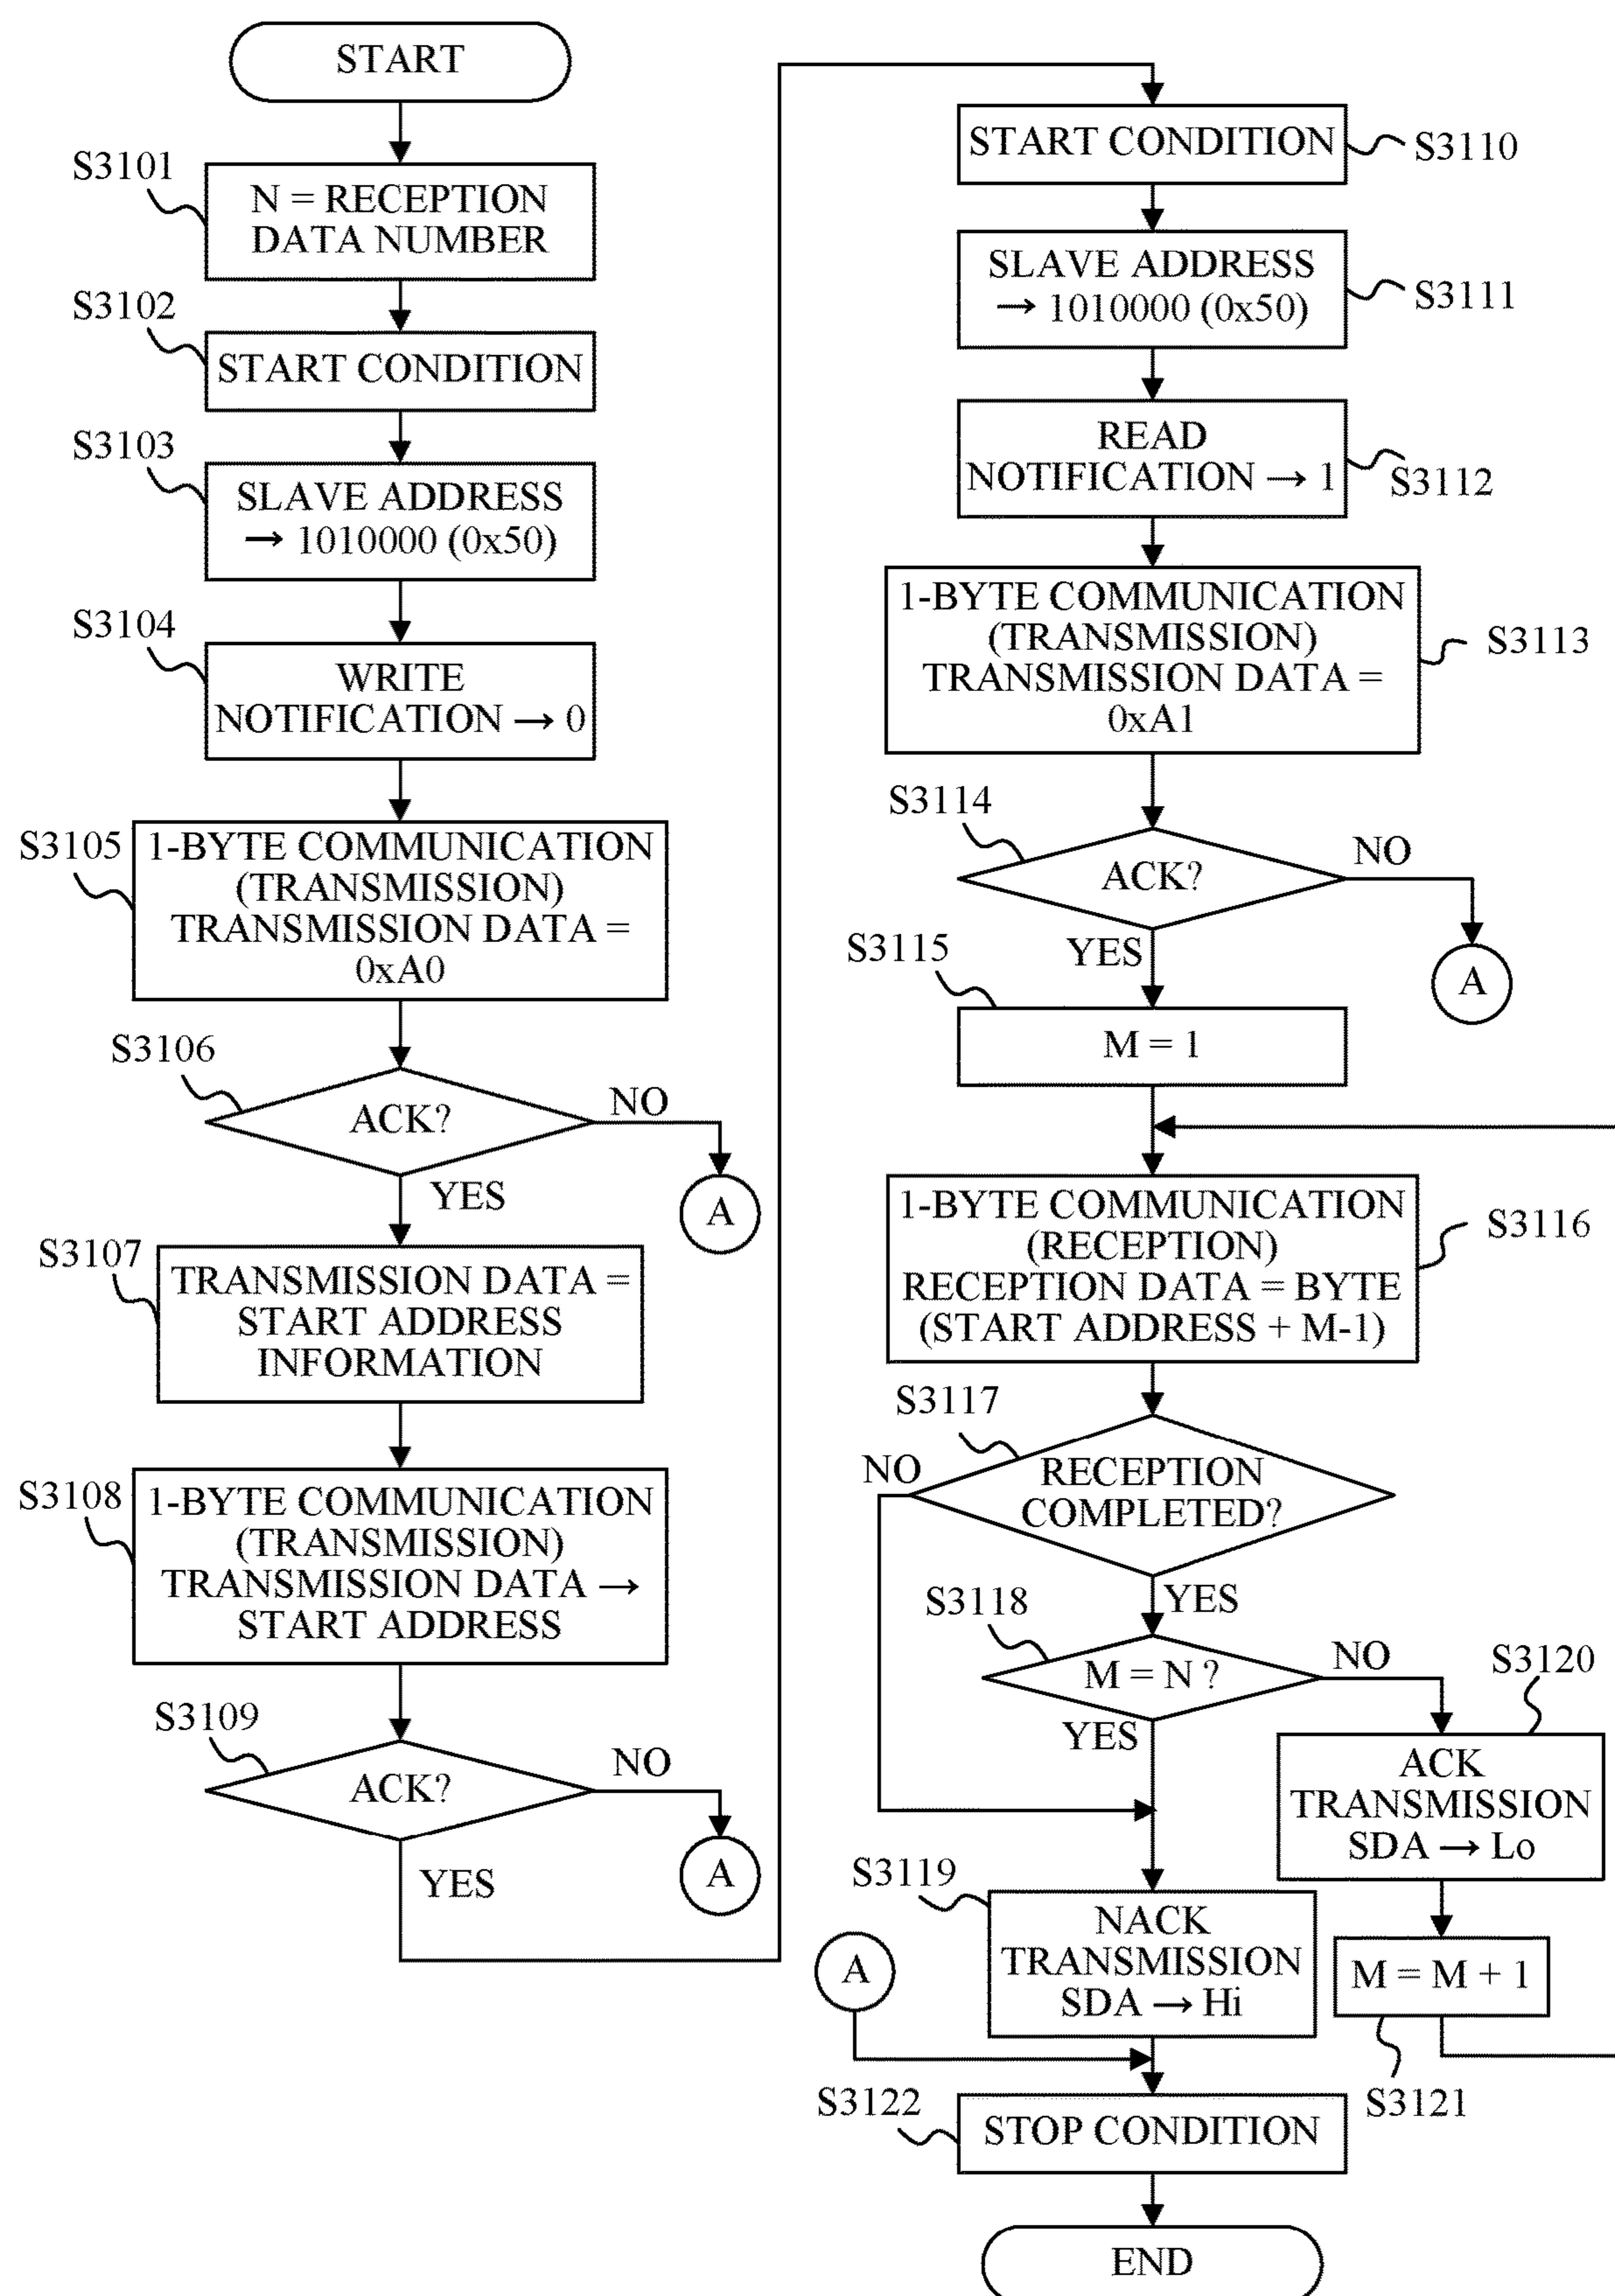 START
S3101
N = RECEPTION
DATA NUMBER
S3102
START CONDITION
S3103
SLAVE ADDRESS
→ 1010000 (0x50)
S3104
WRITE
NOTIFICATION → 0
S3105
1-BYTE COMMUNICATION
(TRANSMISSION)
TRANSMISSION DATA =
0xA0
S3106
ACK?
NO
A
YES
S3107
TRANSMISSION DATA =
START ADDRESS
INFORMATION
S3108
1-BYTE COMMUNICATION
(TRANSMISSION)
TRANSMISSION DATA →
START ADDRESS
S3109
ACK?
NO
A
YES
START CONDITION
S3110
SLAVE ADDRESS
→ 1010000 (0x50)
S3111
READ
NOTIFICATION → 1
S3112
1-BYTE COMMUNICATION
(TRANSMISSION)
TRANSMISSION DATA =
0xA1
S3113
S3114
ACK?
NO
A
YES
S3115
M = 1
1-BYTE COMMUNICATION
(RECEPTION)
RECEPTION DATA = BYTE
(START ADDRESS + M-1)
S3116
S3117
NO
RECEPTION
COMPLETED?
YES
S3118
M = N ?
NO
YES
S3120
ACK
TRANSMISSION
SDA → Lo
S3119
NACK
TRANSMISSION
SDA → Hi
A
M = M + 1
S3121
S3122
STOP CONDITION
END